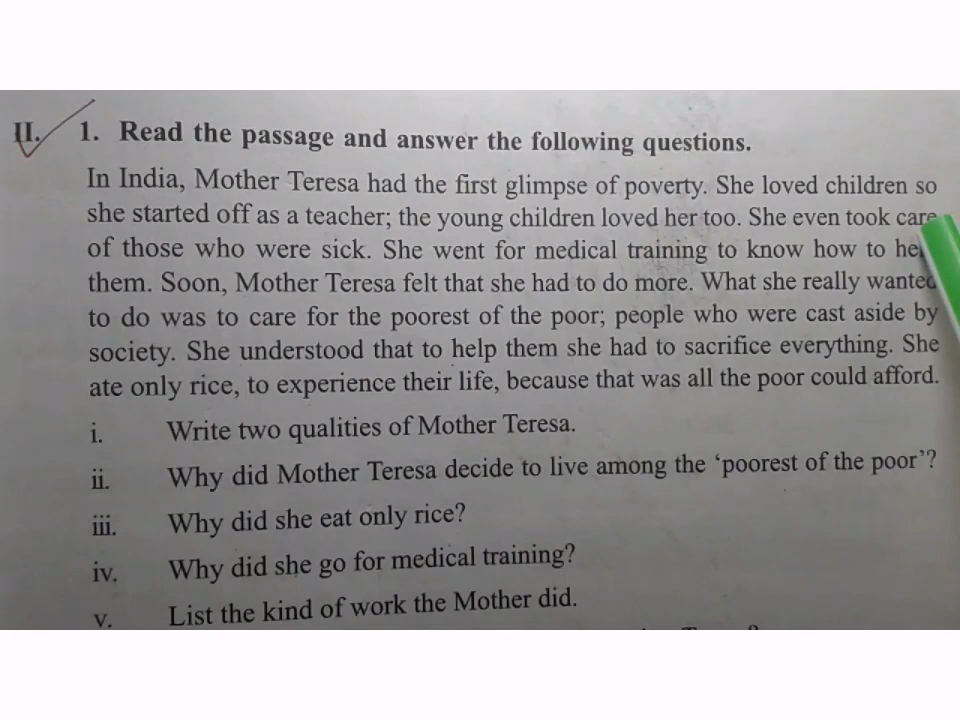 II. 1. Read the passage and answer the following questions.
In India, Mother Teresa had the first glimpse of poverty. She loved children so
she started off as a teacher; the young children loved her too. She even took care
of those who were sick. She went for medical training to know how to
them. Soon, Mother Teresa felt that she had to do more. What she really wanted
to do was to care for the poorest of the poor; people who were cast aside by
society. She understood that to help them she had to sacrifice everything. She
ate only rice, to experience their life, because that was all the poor could afford.
i. Write two qualities of Mother Teresa.
ii. Why did Mother Teresa decide to live among the ‘poorest of the poor’?
iii. Why did she eat only rice?
iv. Why did she go for medical training?
v. List the kind of work the Mother did.